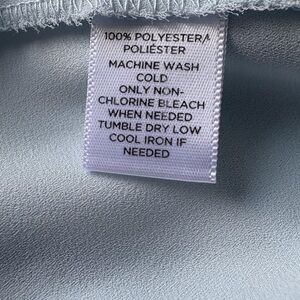 100% POLYESTER/
POLIÉSTER
MACHINE WASH
COLD
ONLY NON-
CHLORINE BLEACH
WHEN NEEDED
TUMBLE DRY LOW
COOL IRON IF
NEEDED